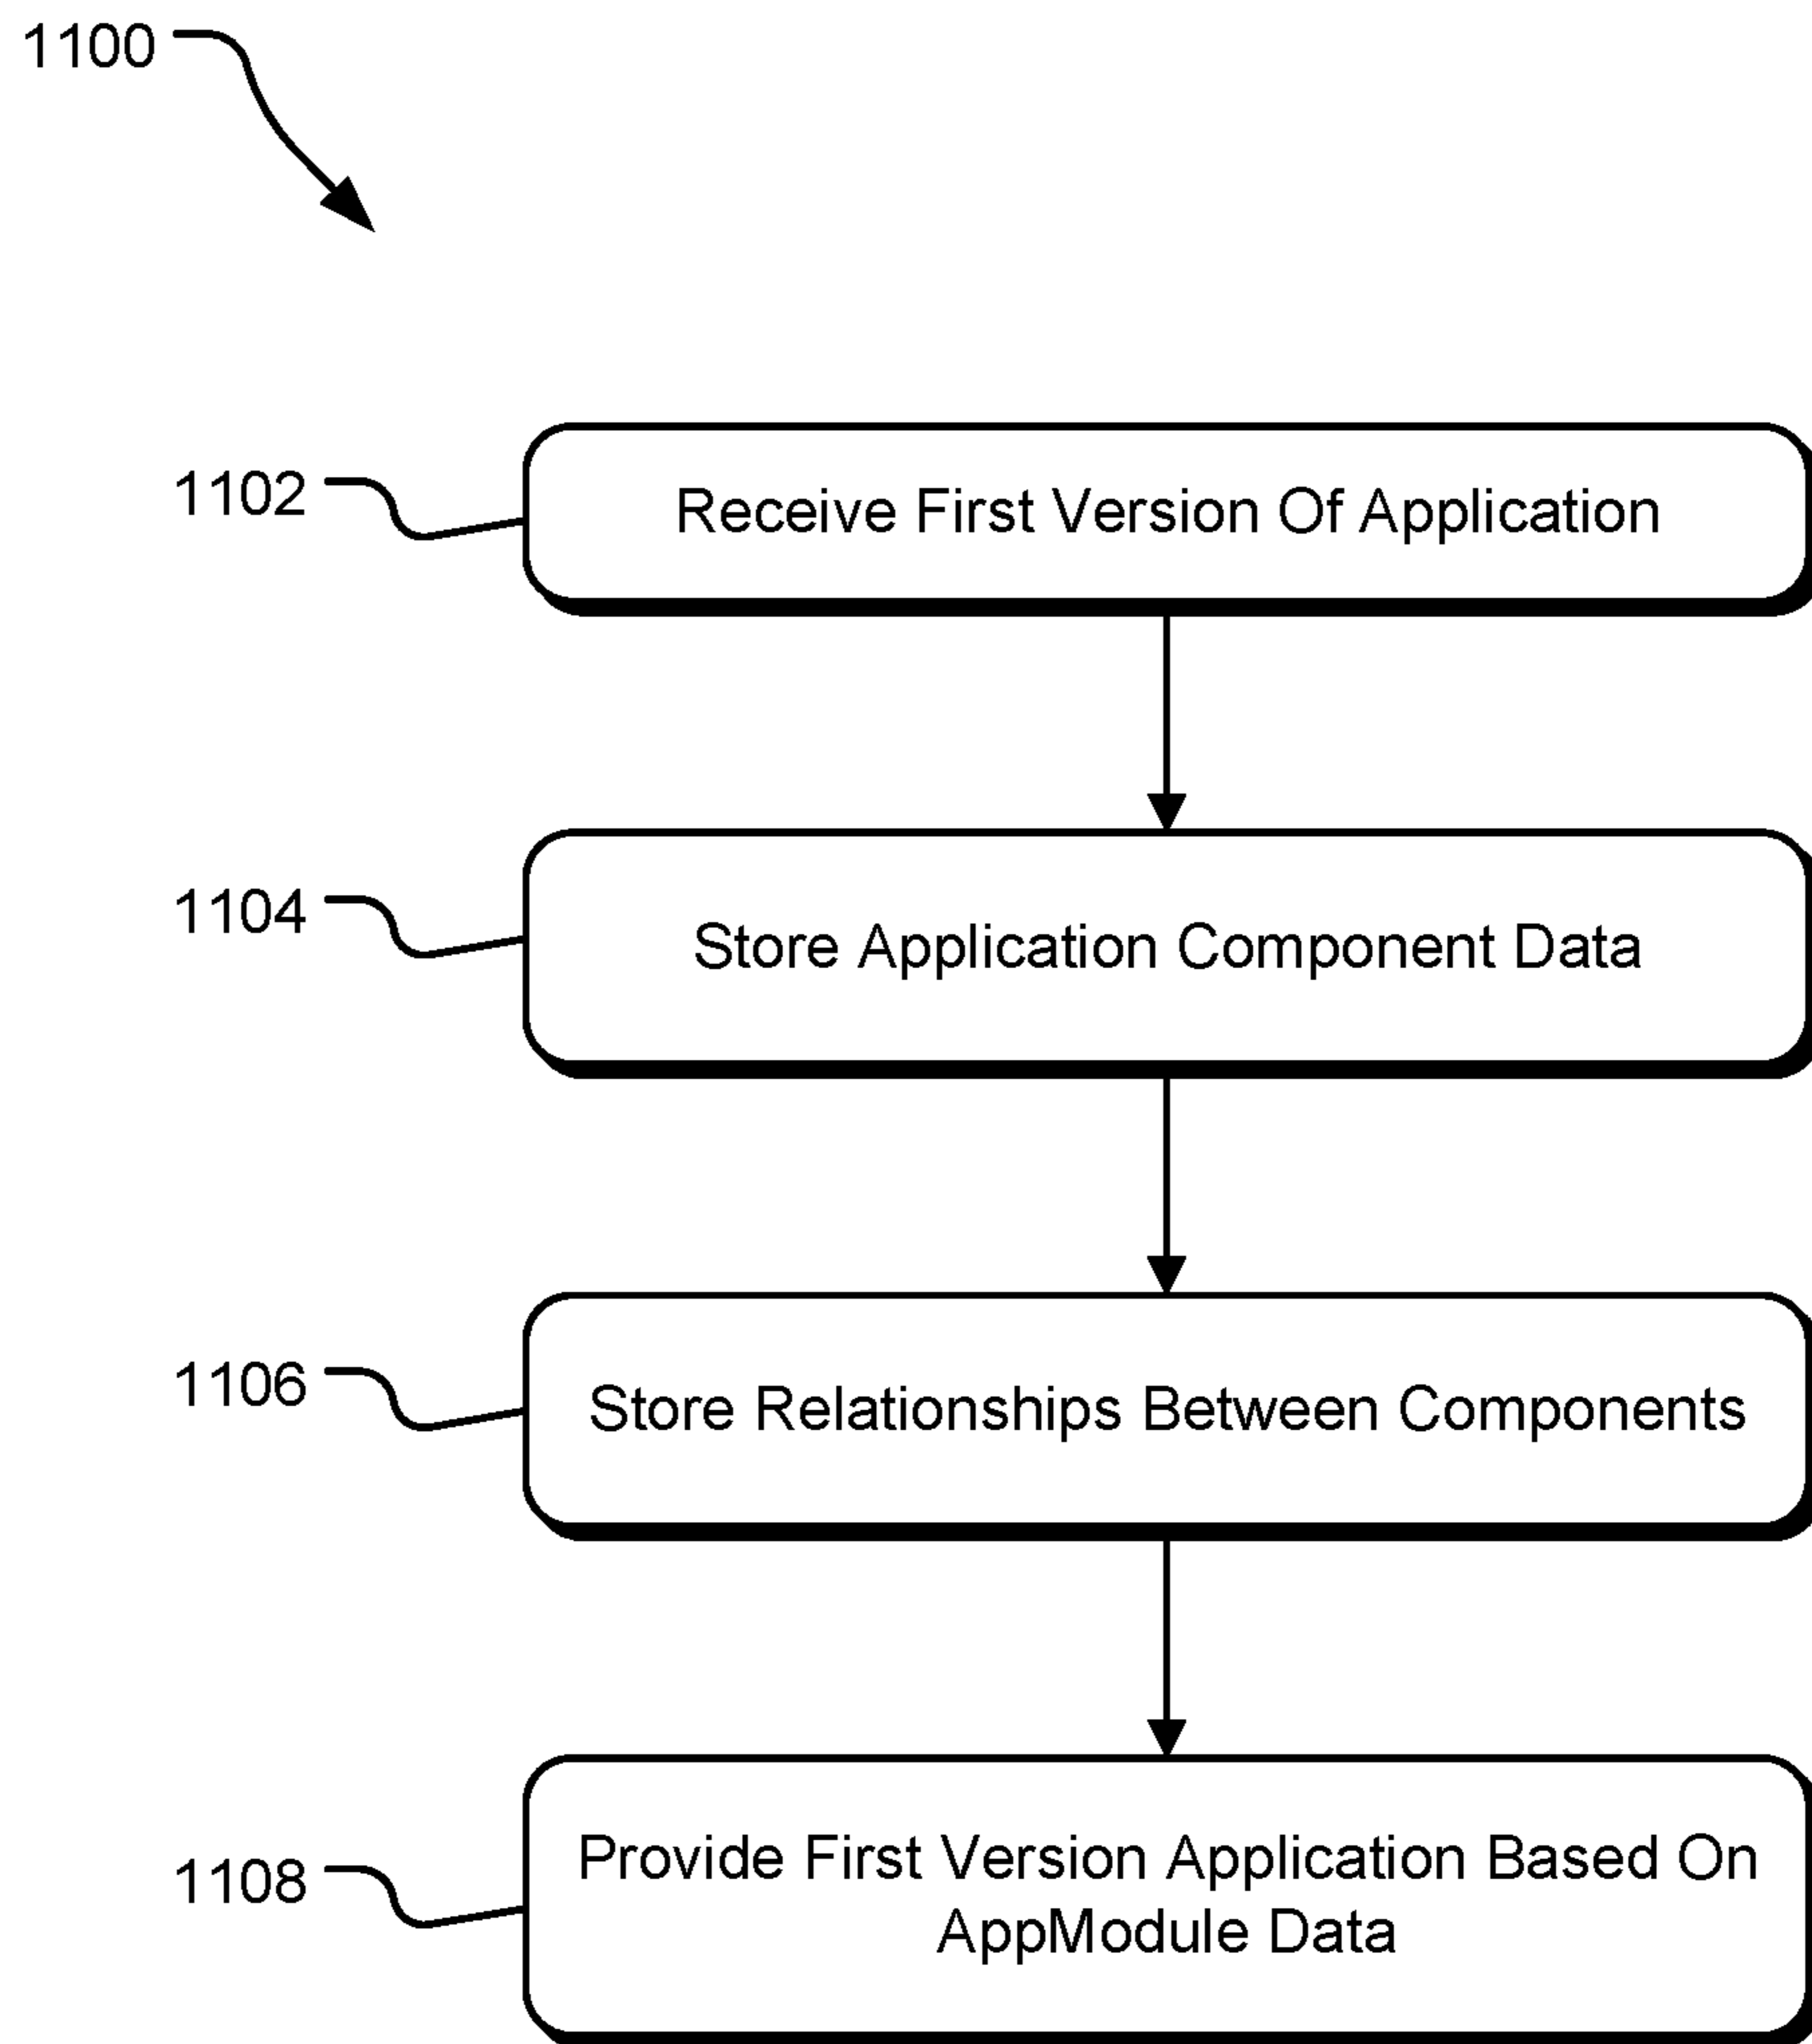 1100
1102
Receive First Version Of Application
1104
Store Application Component Data
1106
Store Relationships Between Components
1108
Provide First Version Application Based On
AppModule Data